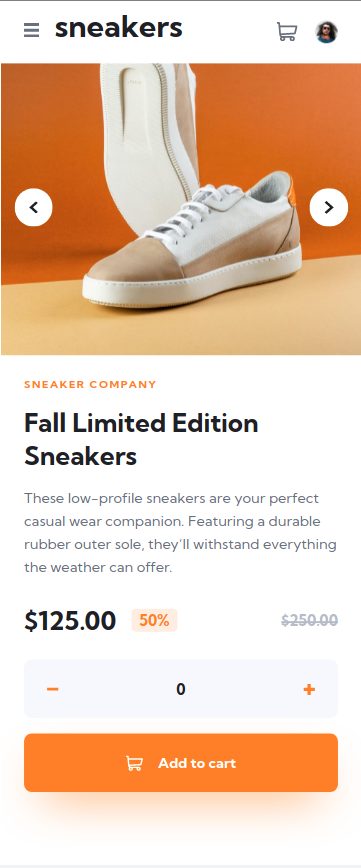 sneakers
SNEAKER COMPANY
Fall Limited Edition
Sneakers
These low-profile sneakers are your perfect
casual wear companion. Featuring a durable
rubber outer sole, they'll withstand everything
the weather can offer.
$125.00 50% $250.00
− 0 +
Add to cart